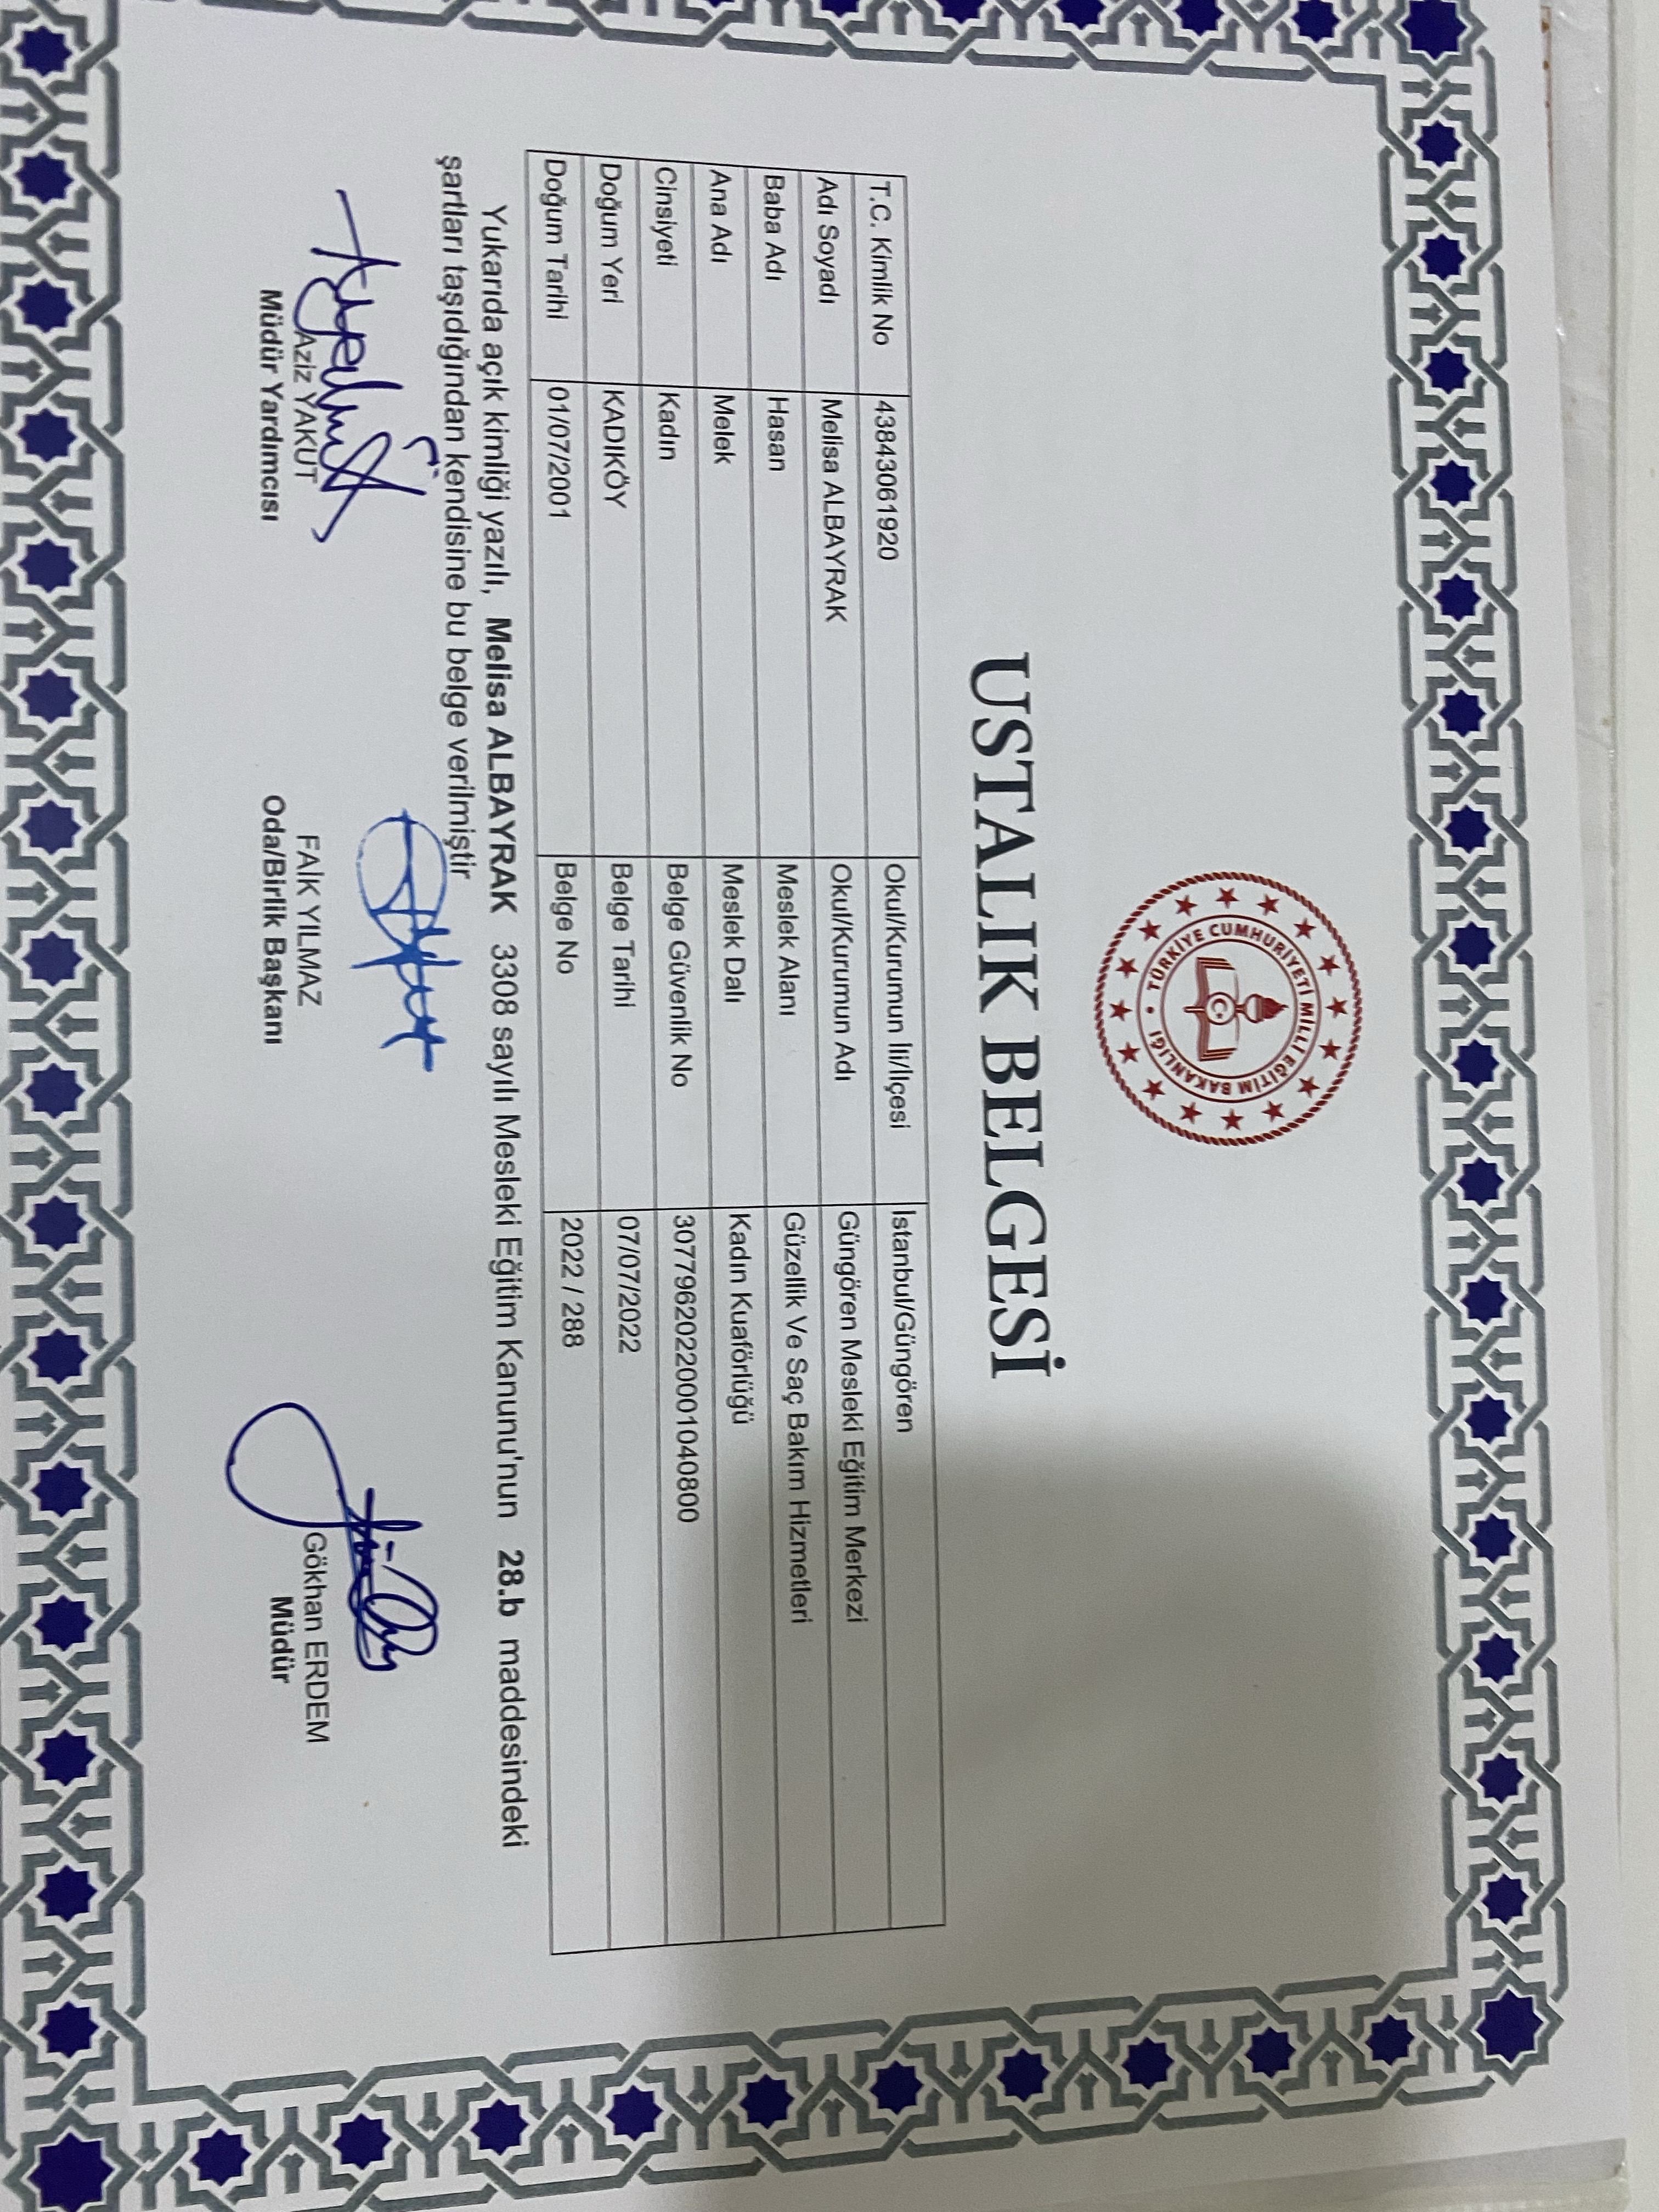 TÜRKİYE CUMHURİYETİ MİLLİ EĞİTİM BAKANLIĞI
USTALIK BELGESİ
T.C. Kimlik No 43843061920 Okul/Kurumun İli/İlçesi İstanbul/Güngören
Adı Soyadı Melisa ALBAYRAK Okul/Kurumun Adı Güngören Mesleki Eğitim Merkezi
Baba Adı Hasan Meslek Alanı Güzellik Ve Saç Bakım Hizmetleri
Ana Adı Melek Meslek Dalı Kadın Kuaförlüğü
Cinsiyeti Kadın Belge Güvenlik No 30779620220001040800
Doğum Yeri KADIKÖY Belge Tarihi 07/07/2022
Doğum Tarihi 01/07/2001 Belge No 2022 / 288
Yukarıda açık kimliği yazılı, Melisa ALBAYRAK 3308 sayılı Mesleki Eğitim Kanunu'nun 28.b maddesindeki
şartları taşıdığından kendisine bu belge verilmiştir
Aziz YAKUT FAİK YILMAZ Gökhan ERDEM
Müdür Yardımcısı Oda/Birlik Başkanı Müdür